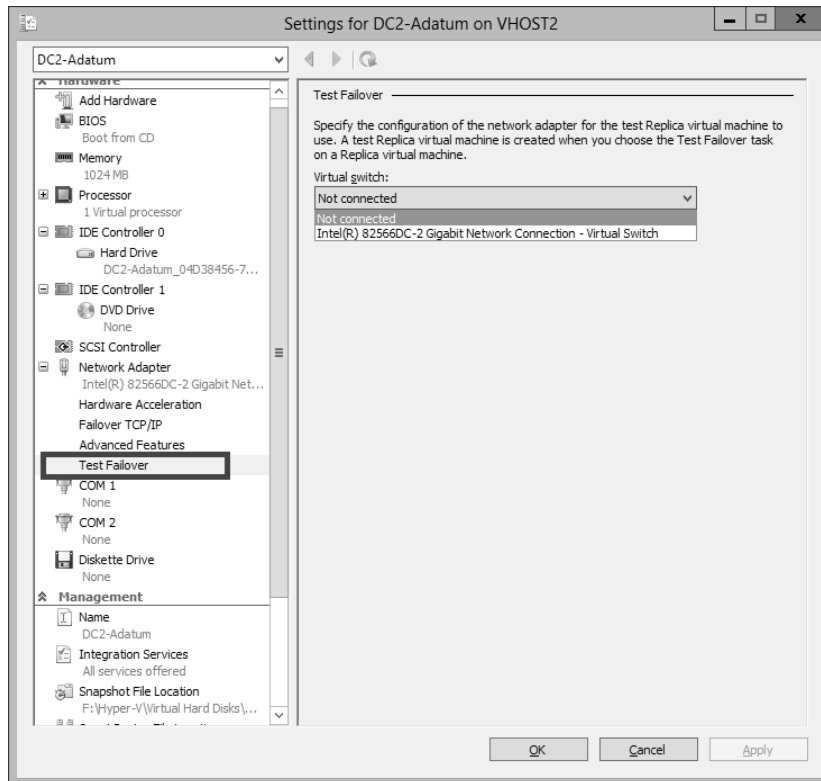 Settings for DC2-Adatum on VHOST2
DC2-Adatum
Hardware
Add Hardware
BIOS
Boot from CD
Memory
1024 MB
Processor
1 Virtual processor
IDE Controller 0
Hard Drive
DC2-Adatum_04D38456-7...
IDE Controller 1
DVD Drive
None
SCSI Controller
Network Adapter
Intel(R) 82566DC-2 Gigabit Net...
Hardware Acceleration
Failover TCP/IP
Advanced Features
Test Failover
COM 1
None
COM 2
None
Diskette Drive
None
Management
Name
DC2-Adatum
Integration Services
All services offered
Snapshot File Location
F:\Hyper-V\Virtual Hard Disks\...
Test Failover
Specify the configuration of the network adapter for the test Replica virtual machine to
use. A test Replica virtual machine is created when you choose the Test Failover task
on a Replica virtual machine.
Virtual switch:
Not connected
Not connected
Intel(R) 82566DC-2 Gigabit Network Connection - Virtual Switch
OK
Cancel
Apply